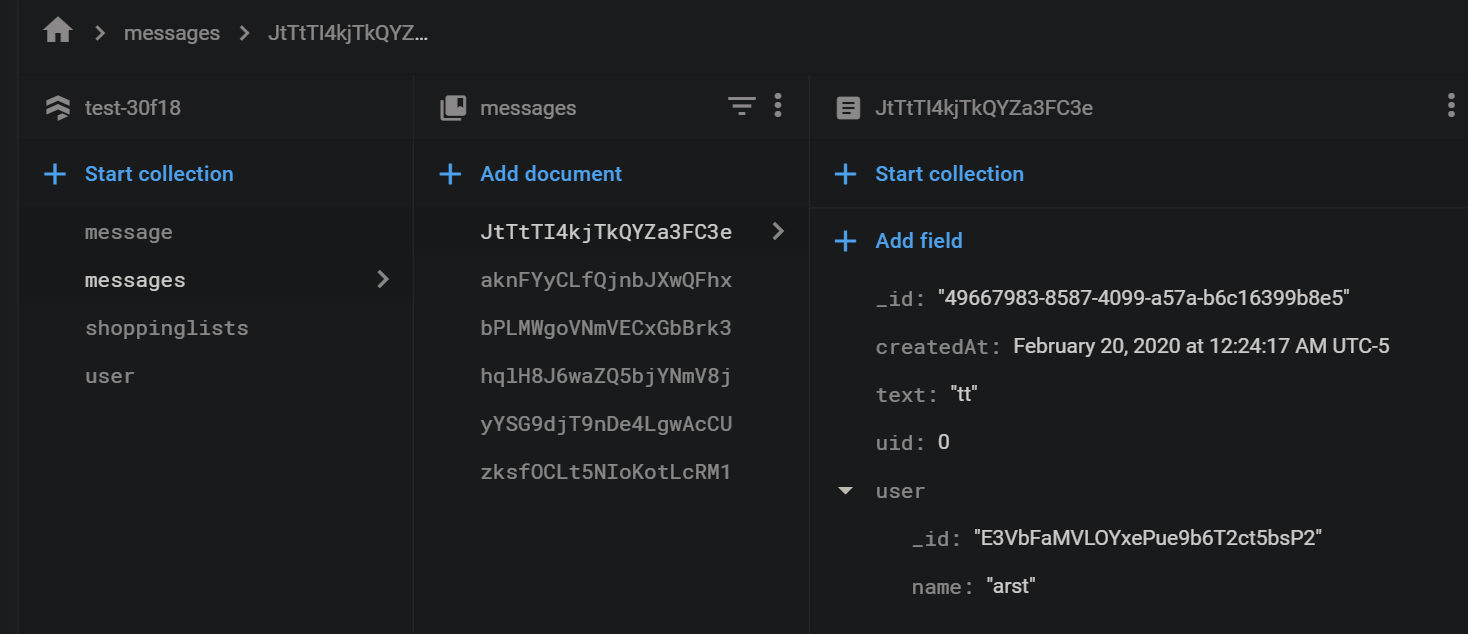 messages JtTtTI4kjTkQYZ...
test-30f18
messages
JtTtTI4kjTkQYZa3FC3e
Start collection
Add document
Start collection
message
messages
shoppinglists
user
JtTtTI4kjTkQYZa3FC3e
aknFYyCLfQjnbJXwQFhx
bPLMWgoVNmVECxGbBrk3
hqlH8J6waZQ5bjYNmV8j
yYSG9djT9nDe4LgwAcCU
zksfOCLt5NIoKotLcRM1
Add field
_id: "49667983-8587-4099-a57a-b6c16399b8e5"
createdAt: February 20, 2020 at 12:24:17 AM UTC-5
text: "tt"
uid: 0
user
_id: "E3VbFaMVLOYxePue9b6T2ct5bsP2"
name: "arst"